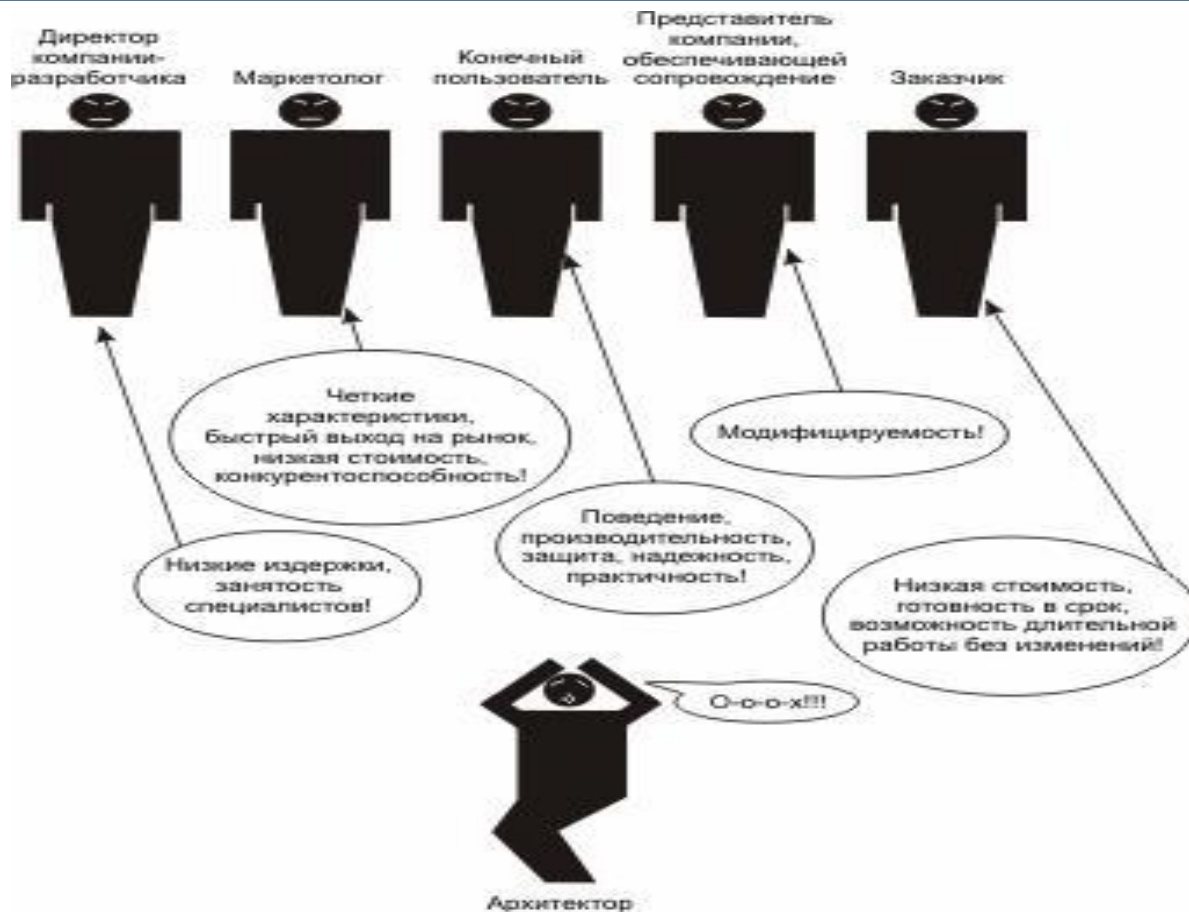 Директор
компании-
разработчика
Маркетолог
Конечный
пользователь
Представитель
компании,
обеспечивающей
сопровождение
Заказчик
Четкие
характеристики,
быстрый выход на рынок,
низкая стоимость,
конкурентоспособность!
Модифицируемость!
Поведение,
производительность,
защита, надежность,
практичность!
Низкие издержки,
занятость
специалистов!
Низкая стоимость,
готовность в срок,
возможность длительной
работы без изменений!
О-о-о-х!!!
Архитектор